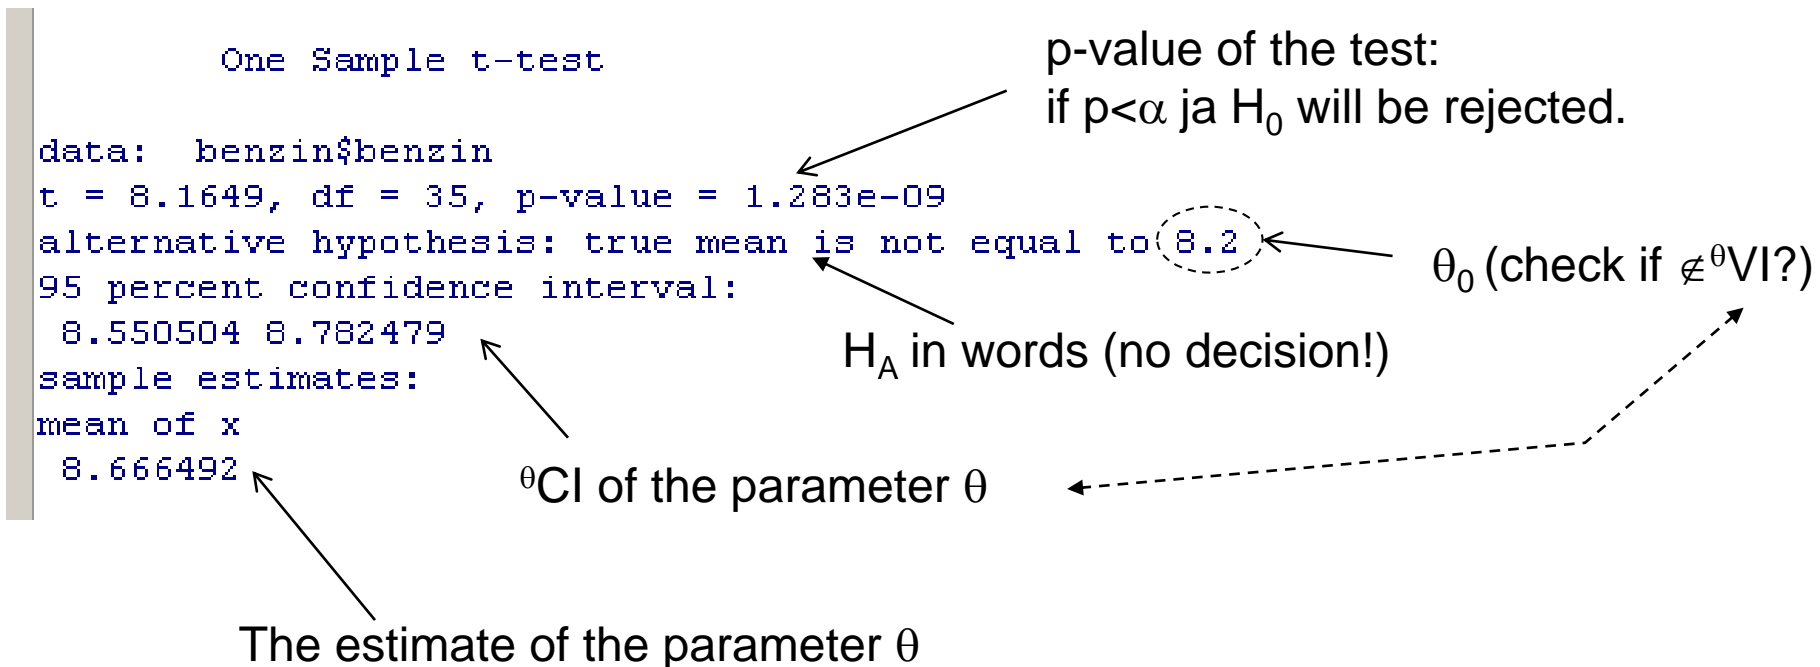 One Sample t-test
data: benzin$benzin
t = 8.1649, df = 35, p-value = 1.283e-09
alternative hypothesis: true mean is not equal to 8.2
95 percent confidence interval:
8.550504 8.782479
sample estimates:
mean of x
8.666492
p-value of the test:
if p<α ja H₀ will be rejected.
θ₀ (check if ∉ᶿVI?)
H_A in words (no decision!)
ᶿCI of the parameter θ
The estimate of the parameter θ